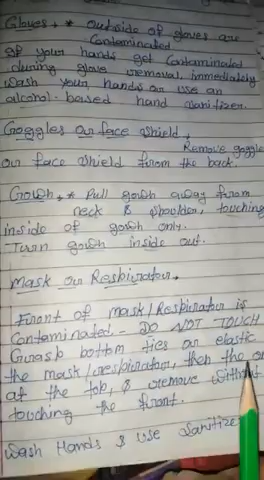 Gloves → * Outside of gloves are
Contaminated
If your hands get Contaminated
during glove removal, immediately
Wash your hands or use an
alcohol-based hand Sanitizer.
Goggles or face shield →
Remove goggles
or face shield from the back.
Gown → * Pull gown away from
neck & shoulder, touching
inside of gown only.
Turn gown inside out.
Mask or Respirator →
Front of mask/Respirator is
Contaminated - DO NOT TOUCH
Grasp bottom ties or elastic
the mask/respirator, then the
at the top, & remove without
touching the front.
Wash Hands & Use Sanitize